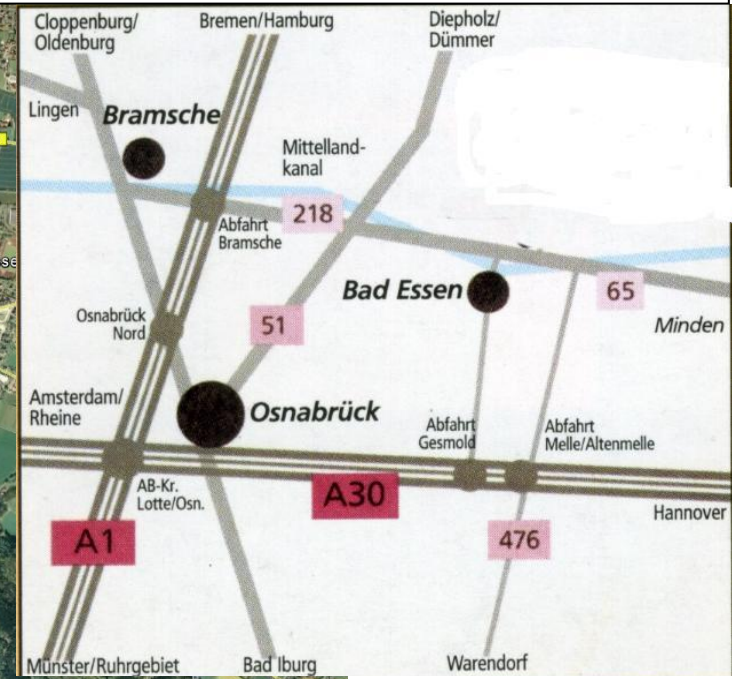 Cloppenburg/
Oldenburg
Bremen/Hamburg
Diepholz/
Dümmer
Lingen
Bramsche
Mittelland-
kanal
218
Abfahrt
Bramsche
Bad Essen
65
Osnabrück
Nord
51
Minden
Amsterdam/
Rheine
Osnabrück
Abfahrt
Gesmold
Abfahrt
Melle/Altenmelle
AB-Kr.
Lotte/Osn.
A30
Hannover
A1
476
Münster/Ruhrgebiet
Bad Iburg
Warendorf